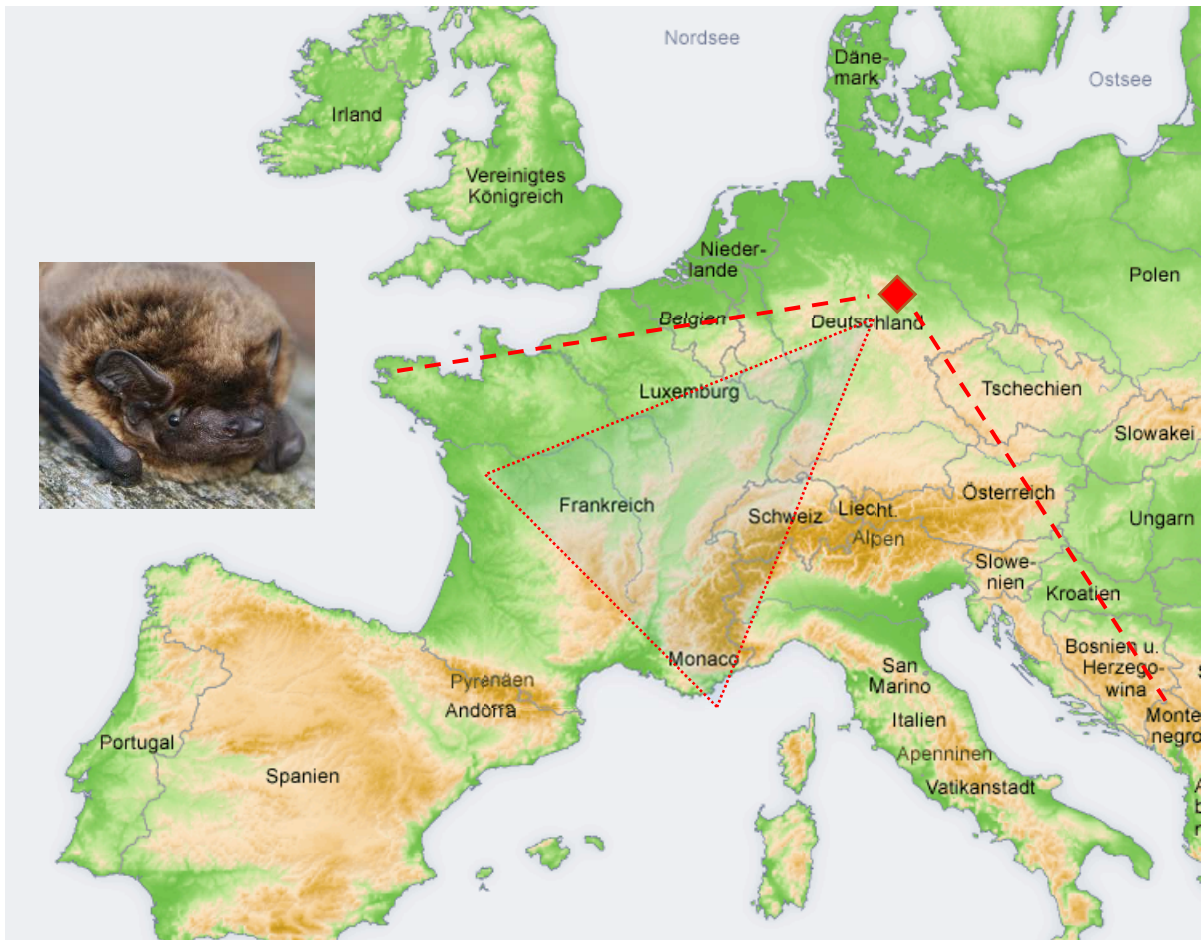 Nordsee
Däne-
mark
Ostsee
Irland
Vereinigtes
Königreich
Nieder-
lande
Polen
Belgien
Deutschland
Luxemburg
Tschechien
Slowakei
Frankreich
Schweiz
Liecht.
Österreich
Alpen
Ungarn
Slowe-
nien
Kroatien
Monaco
Bosnien u.
Herzego-
wina
San
Marino
Pyrenäen
Andorra
Italien
Monte-
negro
Portugal
Spanien
Apenninen
Vatikanstadt